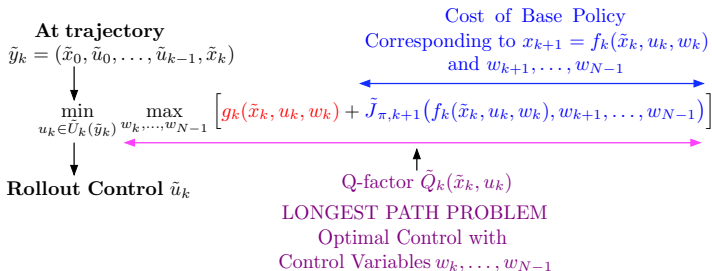 At trajectory
ỹ_k = (x̃_0, ũ_0, . . . , ũ_{k−1}, x̃_k)
Cost of Base Policy
Corresponding to x_{k+1} = f_k(x̃_k, u_k, w_k)
and w_{k+1}, . . . , w_{N−1}
min_{u_k∈Ũ_k(ỹ_k)} max_{w_k,...,w_{N−1}} [g_k(x̃_k, u_k, w_k) + J̃_{π,k+1}(f_k(x̃_k, u_k, w_k), w_{k+1}, . . . , w_{N−1})]
Rollout Control ũ_k
Q-factor Q̃_k(x̃_k, u_k)
LONGEST PATH PROBLEM
Optimal Control with
Control Variables w_k, . . . , w_{N−1}